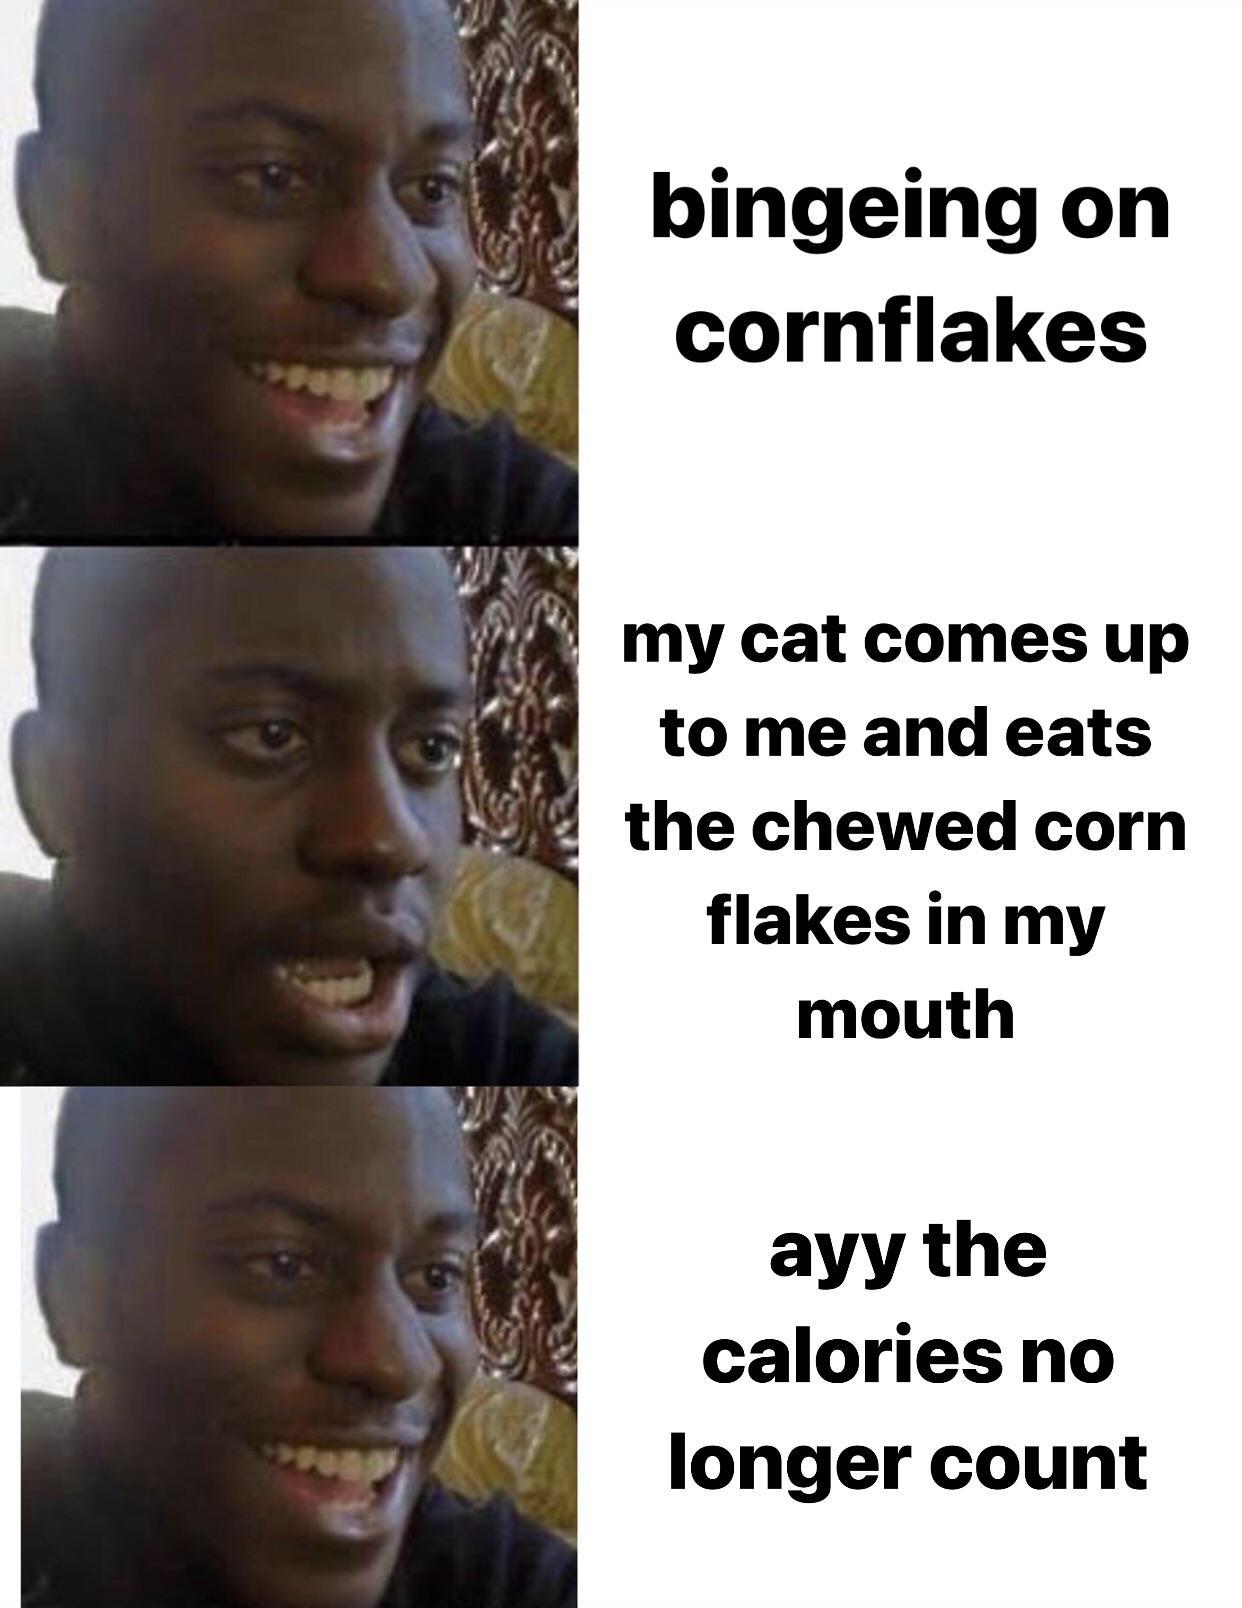 bingeing on
cornflakes
my cat comes up
to me and eats
the chewed corn
flakes in my
mouth
ayy the
calories no
longer count